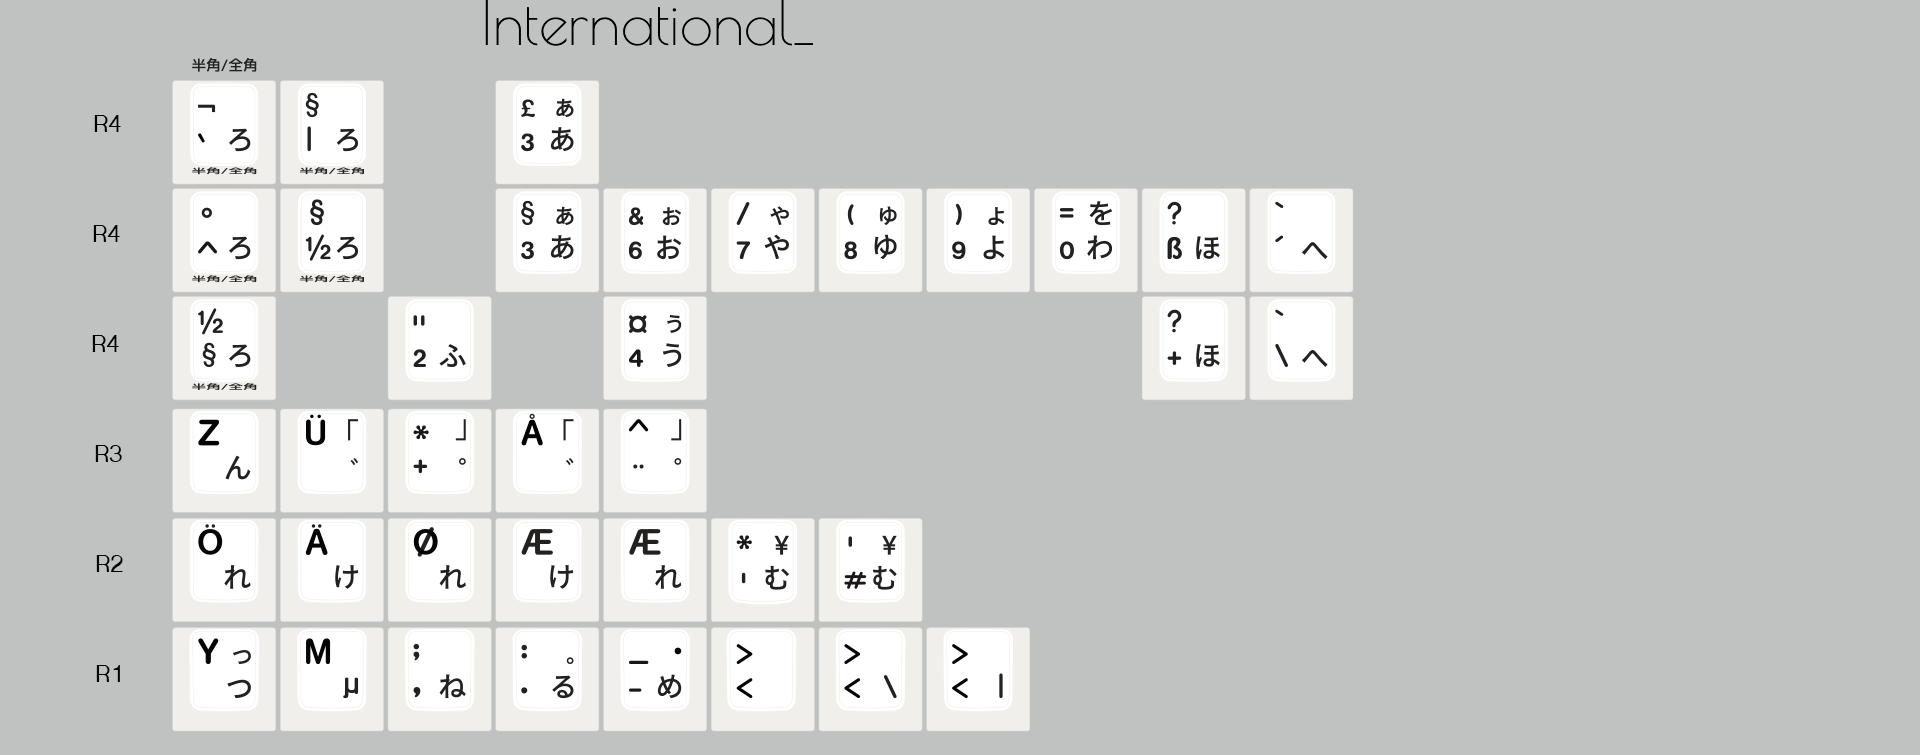 International_
半角/全角
R4 ¬ ` ろ § | ろ £ ぁ 3 あ
半角/全角 半角/全角
R4 ° ^ ろ § ½ ろ § ぁ 3 あ & ぉ 6 お / ゃ 7 や ( ゅ 8 ゆ ) ょ 9 よ = を 0 わ ? ß ほ ` ´ へ
半角/全角 半角/全角
R4 ½ § ろ " 2 ふ ¤ ぅ 4 う ? + ほ ` \ へ
半角/全角
R3 Z ん Ü 「 ゛ * 」 + ゜ Å 「 ゛ ^ 」 ¨ ゜
R2 Ö れ Ä け Ø れ Æ け Æ れ * ¥ ' む ' ¥ # む
R1 Y っ つ M µ ; , ね : 。 . る _ ・ - め > < > < \ > < |